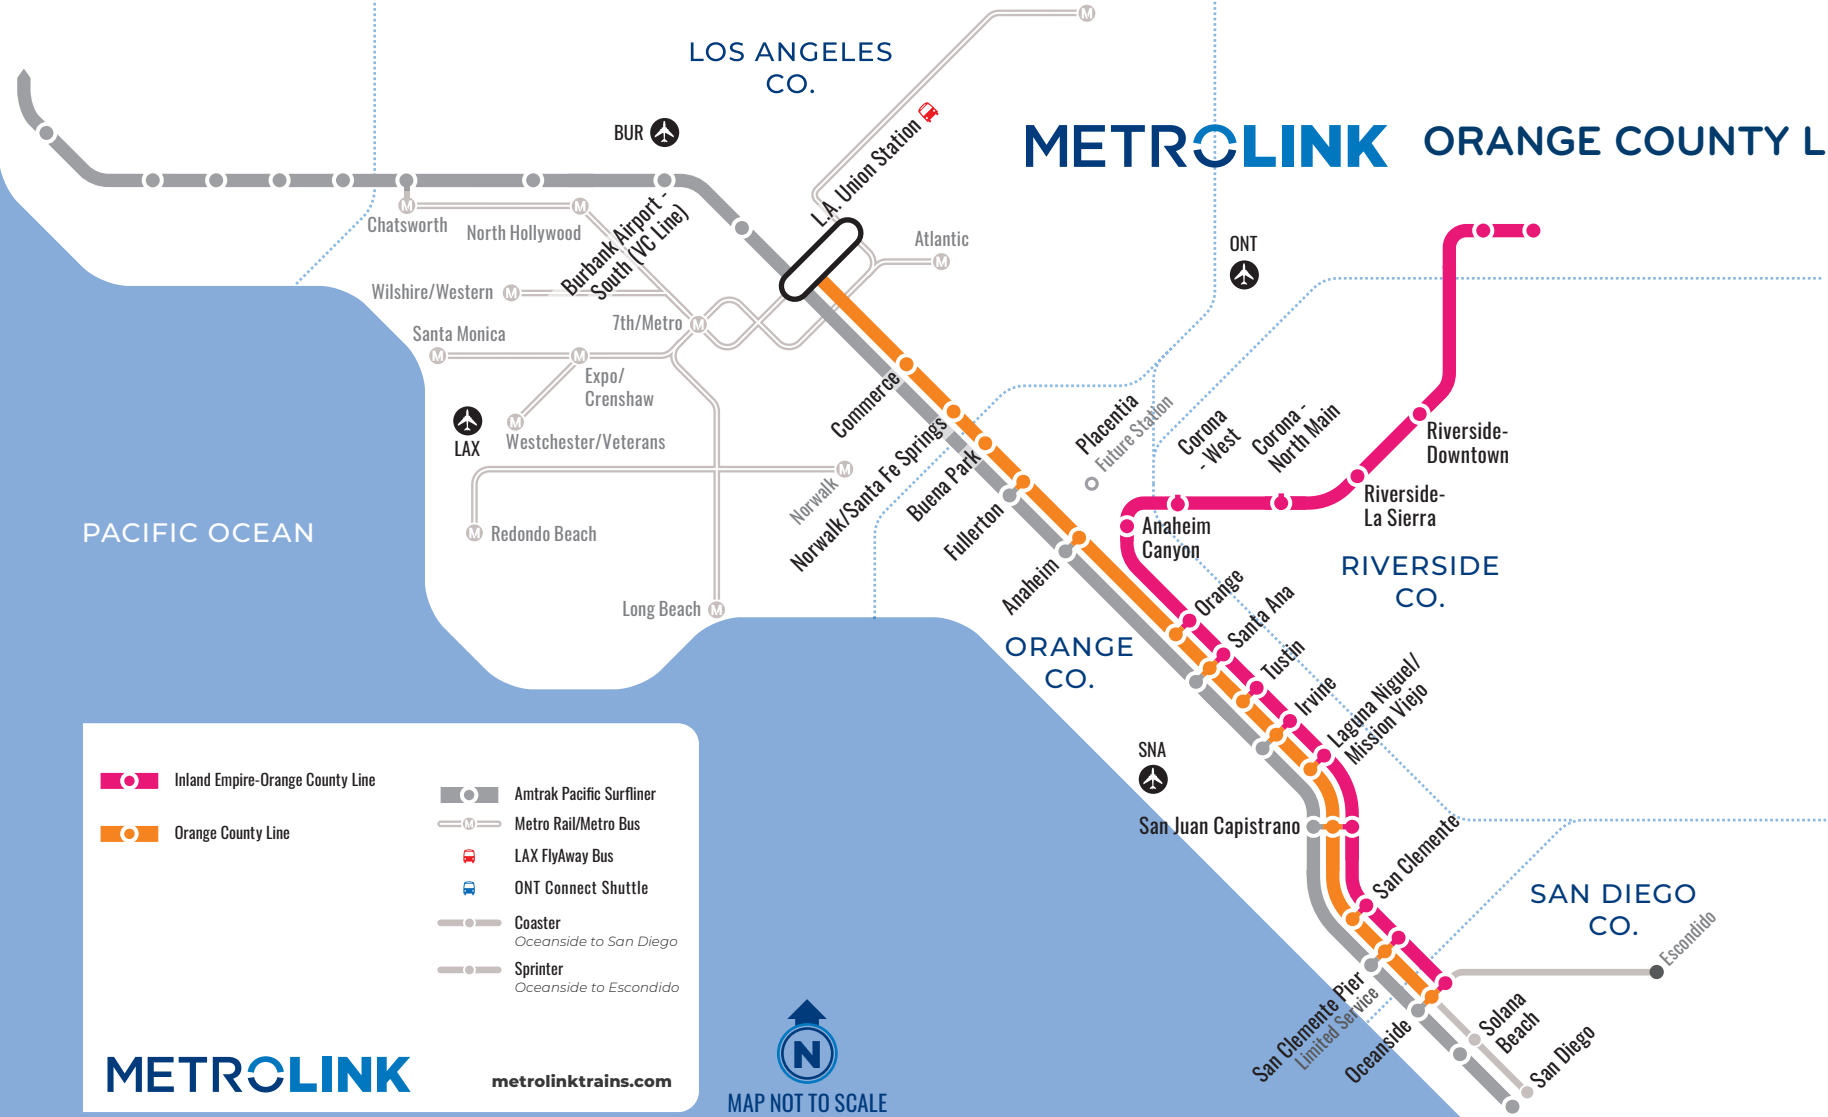 LOS ANGELES
CO.
METROLINK
ORANGE COUNTY L
BUR
L.A. Union Station
Chatsworth
North Hollywood
Burbank Airport -
South (VC Line)
Atlantic
ONT
Wilshire/Western
7th/Metro
Santa Monica
Expo/
Crenshaw
LAX
Westchester/Veterans
Commerce
Norwalk/Santa Fe Springs
Buena Park
Fullerton
Anaheim
Norwalk
Redondo Beach
Long Beach
PACIFIC OCEAN
Placentia
Future Station
Corona
- West
Corona -
North Main
Riverside-
Downtown
Riverside-
La Sierra
Anaheim
Canyon
RIVERSIDE
CO.
ORANGE
CO.
Orange
Santa Ana
Tustin
Irvine
Laguna Niguel/
Mission Viejo
SNA
San Juan Capistrano
San Clemente
SAN DIEGO
CO.
Escondido
San Clemente Pier
Limited Service
Oceanside
Solana
Beach
San Diego
Inland Empire-Orange County Line
Orange County Line
Amtrak Pacific Surfliner
M
Metro Rail/Metro Bus
LAX FlyAway Bus
ONT Connect Shuttle
Coaster
Oceanside to San Diego
Sprinter
Oceanside to Escondido
METROLINK
metrolinktrains.com
N
MAP NOT TO SCALE